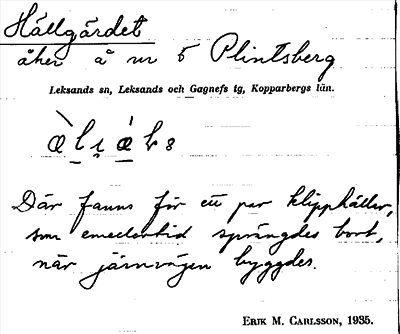 Hällgärdet
åker å nr 5 Plintsberg
Leksands sn, Leksands och Gagnefs tg, Kopparbergs län.
Där fanns för ett par klipphällar,
som emellertid sprängdes bort,
när järnvägen byggdes.
ERIK M. CARLSSON, 1935.